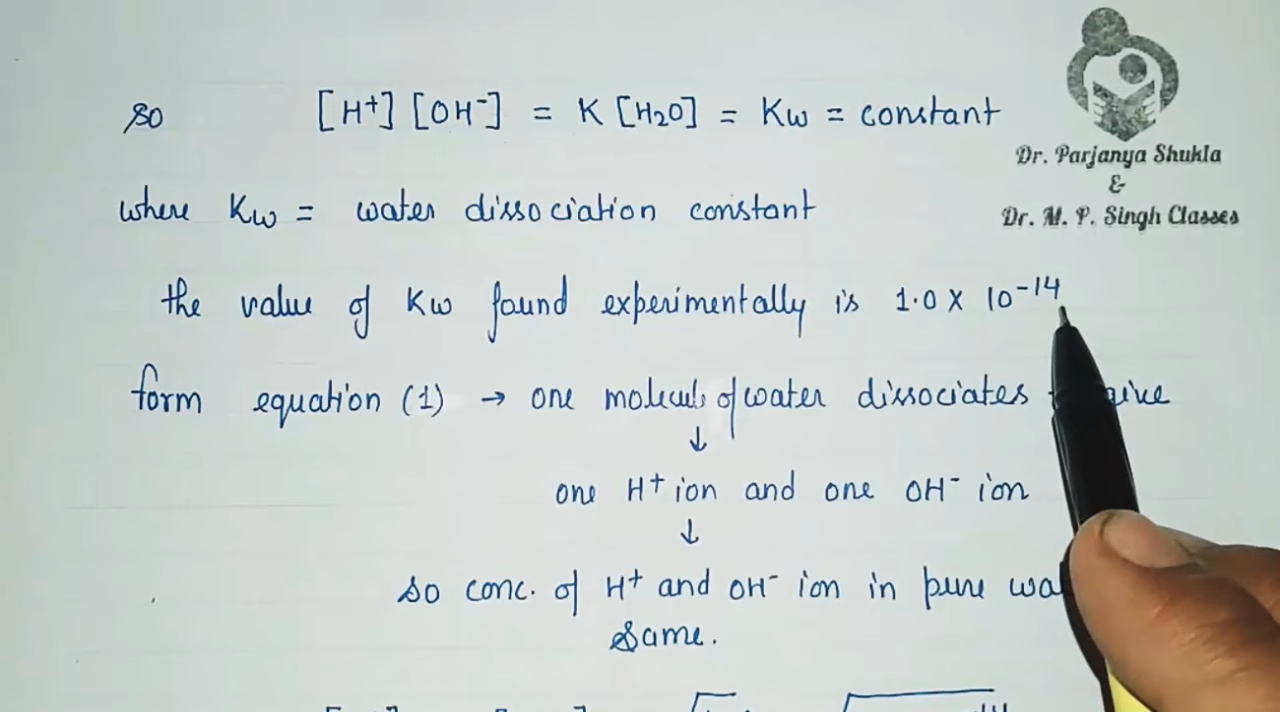 so [H+] [OH-] = K [H2O] = Kw = constant
Dr. Parjanya Shukla
&
Dr. M. P. Singh Classes
where Kw = water dissociation constant
the value of Kw found experimentally is 1.0 X 10-14
form equation (1) → one molecule of water dissociates
↓
one H+ ion and one OH- ion
↓
so conc. of H+ and OH- ion in pure
same.